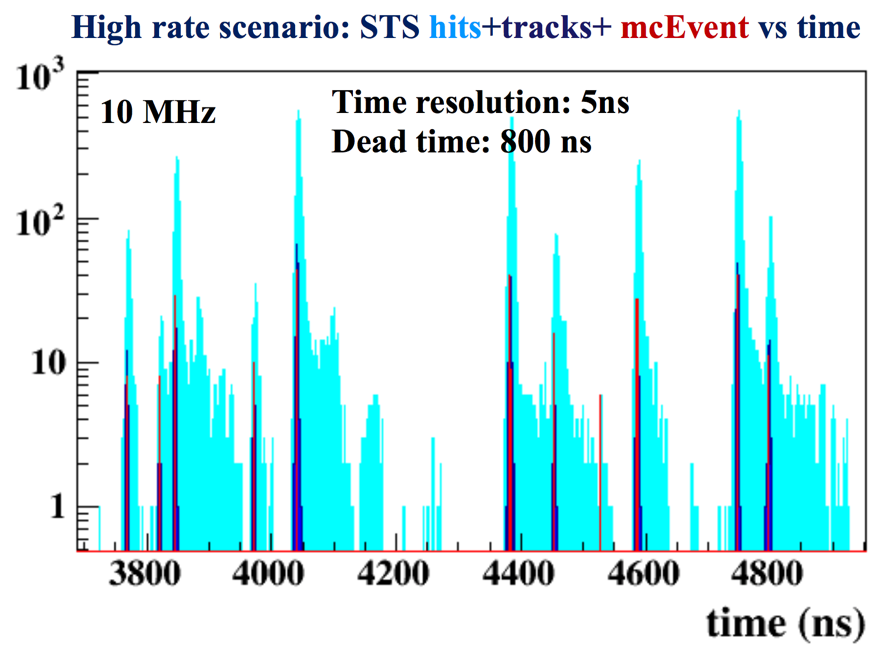 High rate scenario: STS hits+tracks+ mcEvent vs time
10³
10 MHz
Time resolution: 5ns
Dead time: 800 ns
10²
10
1
3800 4000 4200 4400 4600 4800
time (ns)